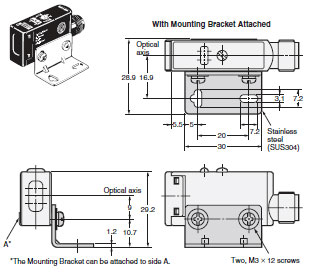 With Mounting Bracket Attached
Optical
axis
28.9 16.9
3.1 7.2
5.5 5
7.2
20
30
Stainless
steel
(SUS304)
Optical axis
9
29.2
1.2
10.7
A*
Two, M3 × 12 screws
*The Mounting Bracket can be attached to side A.